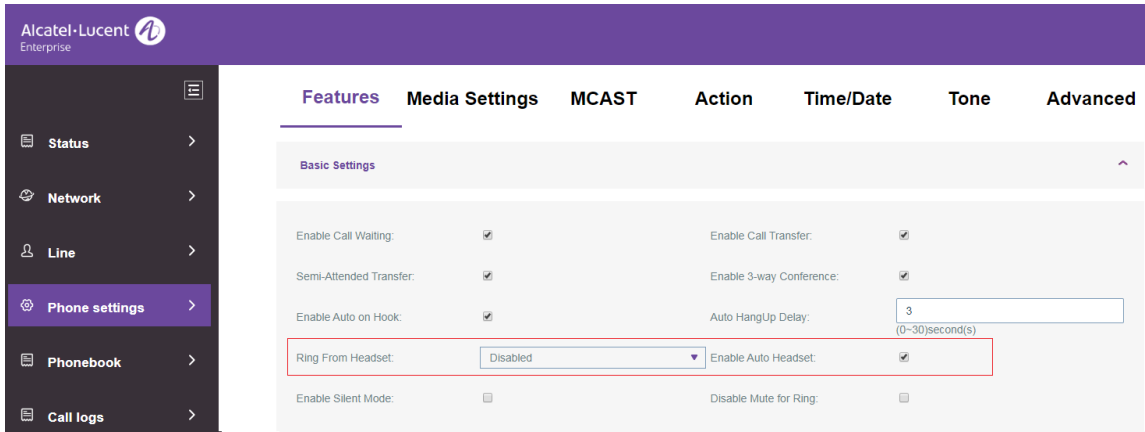 Alcatel·Lucent
Enterprise
Features Media Settings MCAST Action Time/Date Tone Advanced
Status
Network
Line
Phone settings
Phonebook
Call logs
Basic Settings
Enable Call Waiting: Enable Call Transfer:
Semi-Attended Transfer: Enable 3-way Conference:
Enable Auto on Hook: Auto HangUp Delay: 3
(0~30)second(s)
Ring From Headset: Disabled Enable Auto Headset:
Enable Silent Mode: Disable Mute for Ring: